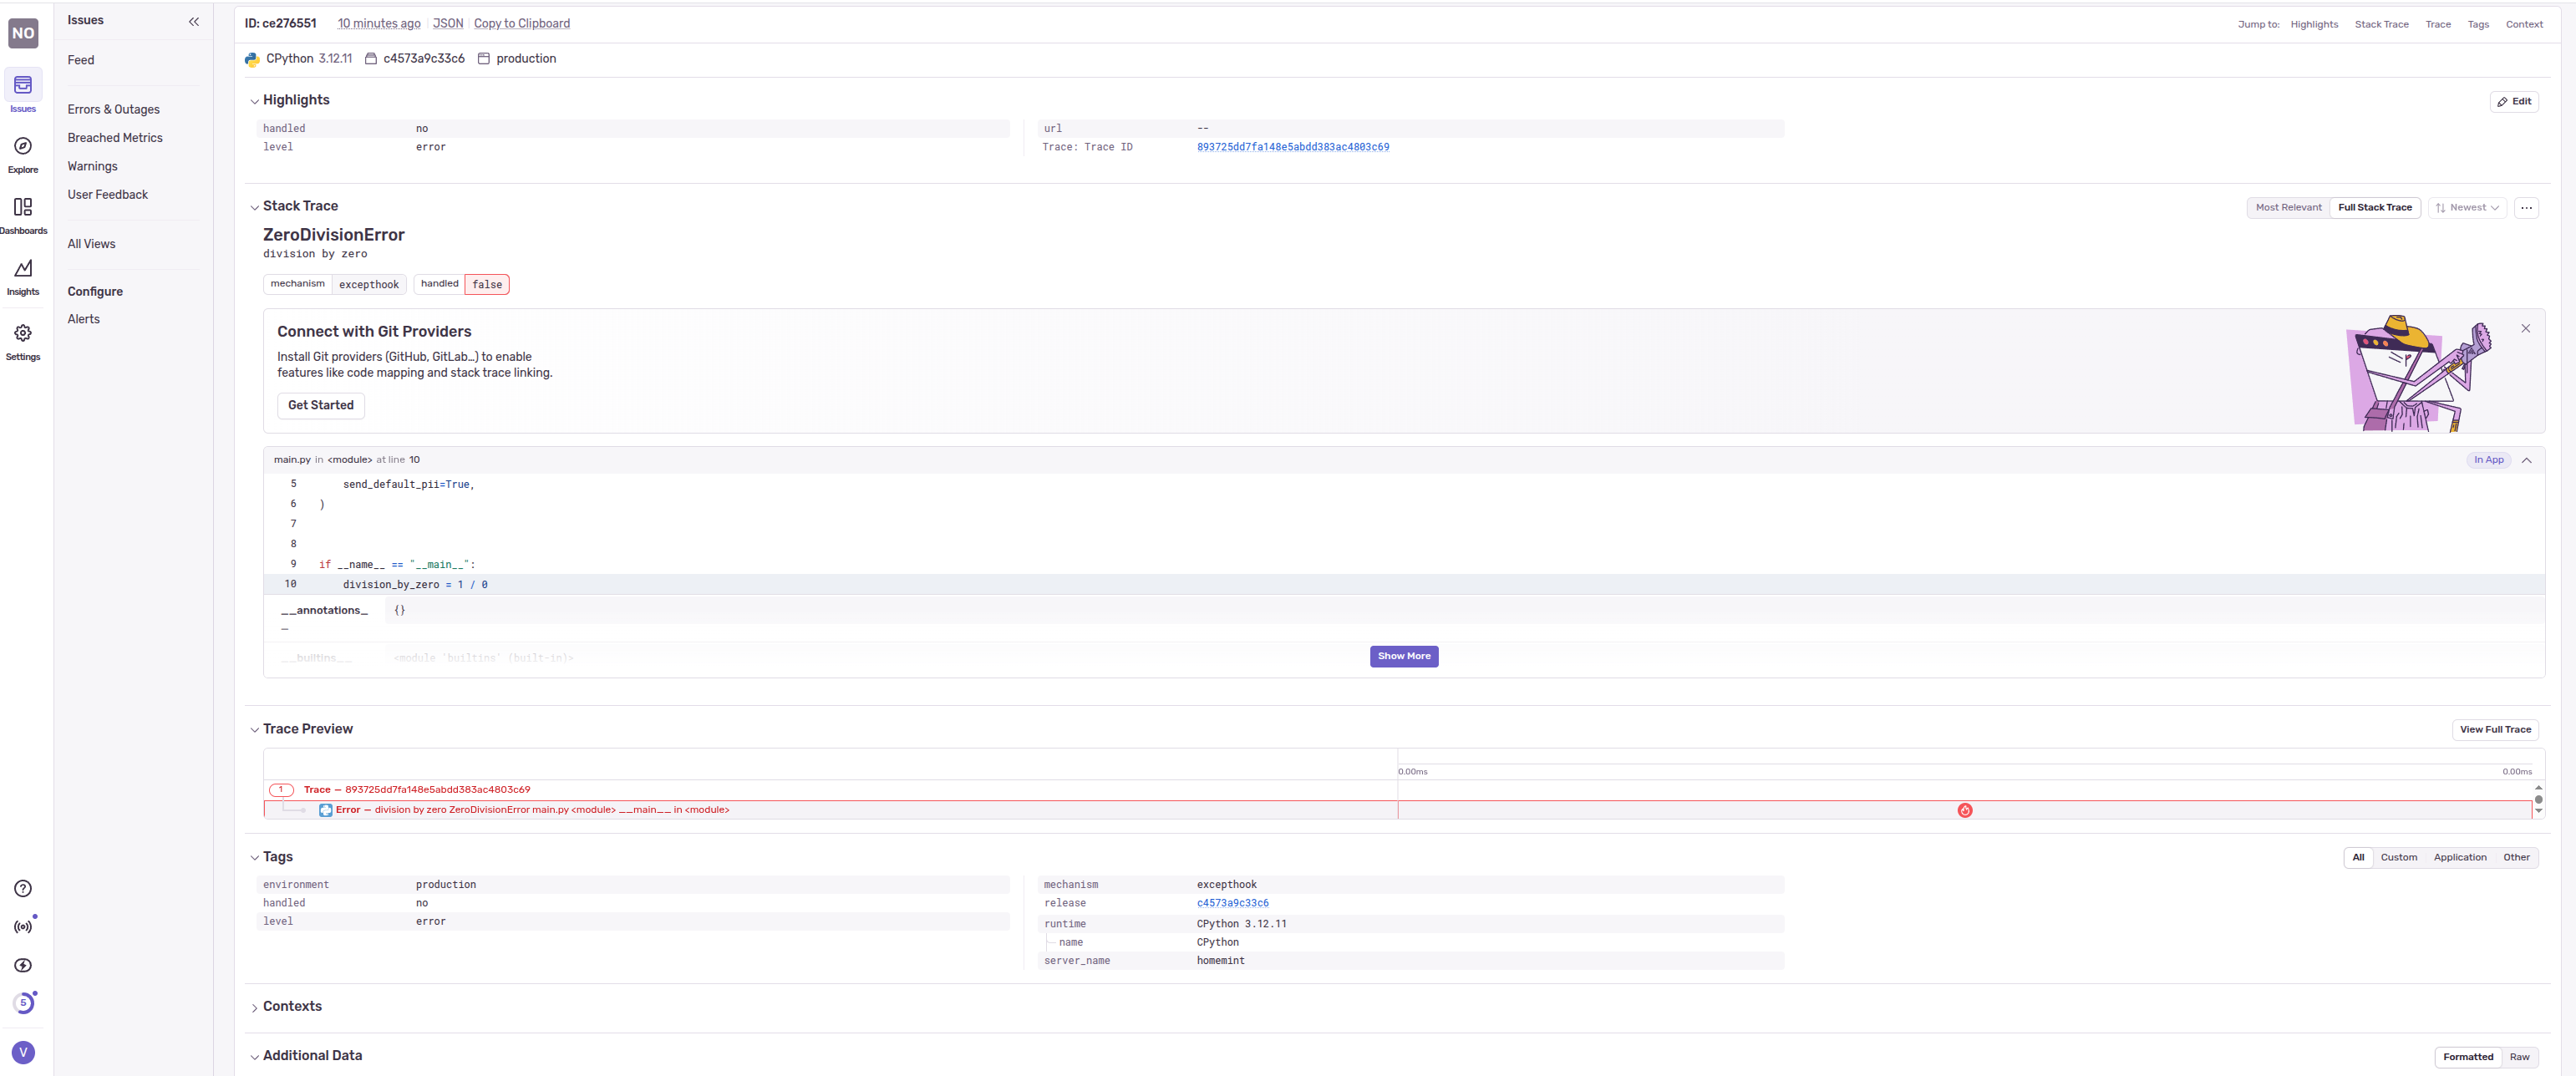 NO
Issues
Explore
Dashboards
Insights
Settings
5
V
Issues
Feed
Errors & Outages
Breached Metrics
Warnings
User Feedback
All Views
Configure
Alerts
ID: ce276551 10 minutes ago JSON Copy to Clipboard
Jump to: Highlights Stack Trace Trace Tags Context
CPython 3.12.11 c4573a9c33c6 production
Highlights
Edit
handled no
level error
url --
Trace: Trace ID 893725dd7fa148e5abdd383ac4803c69
Stack Trace
Most Relevant Full Stack Trace Newest
ZeroDivisionError
division by zero
mechanism excepthook handled false
Connect with Git Providers
Install Git providers (GitHub, GitLab…) to enable
features like code mapping and stack trace linking.
Get Started
main.py in <module> at line 10
In App
5 send_default_pii=True,
6 )
7
8
9 if __name__ == "__main__":
10 division_by_zero = 1 / 0
__annotations_ {}
_
__builtins__ <module 'builtins' (built-in)>
Show More
Trace Preview
View Full Trace
0.00ms 0.00ms
1 Trace — 893725dd7fa148e5abdd383ac4803c69
Error — division by zero ZeroDivisionError main.py <module> __main__ in <module>
Tags
All Custom Application Other
environment production
handled no
level error
mechanism excepthook
release c4573a9c33c6
runtime CPython 3.12.11
name CPython
server_name homemint
Contexts
Additional Data
Formatted Raw